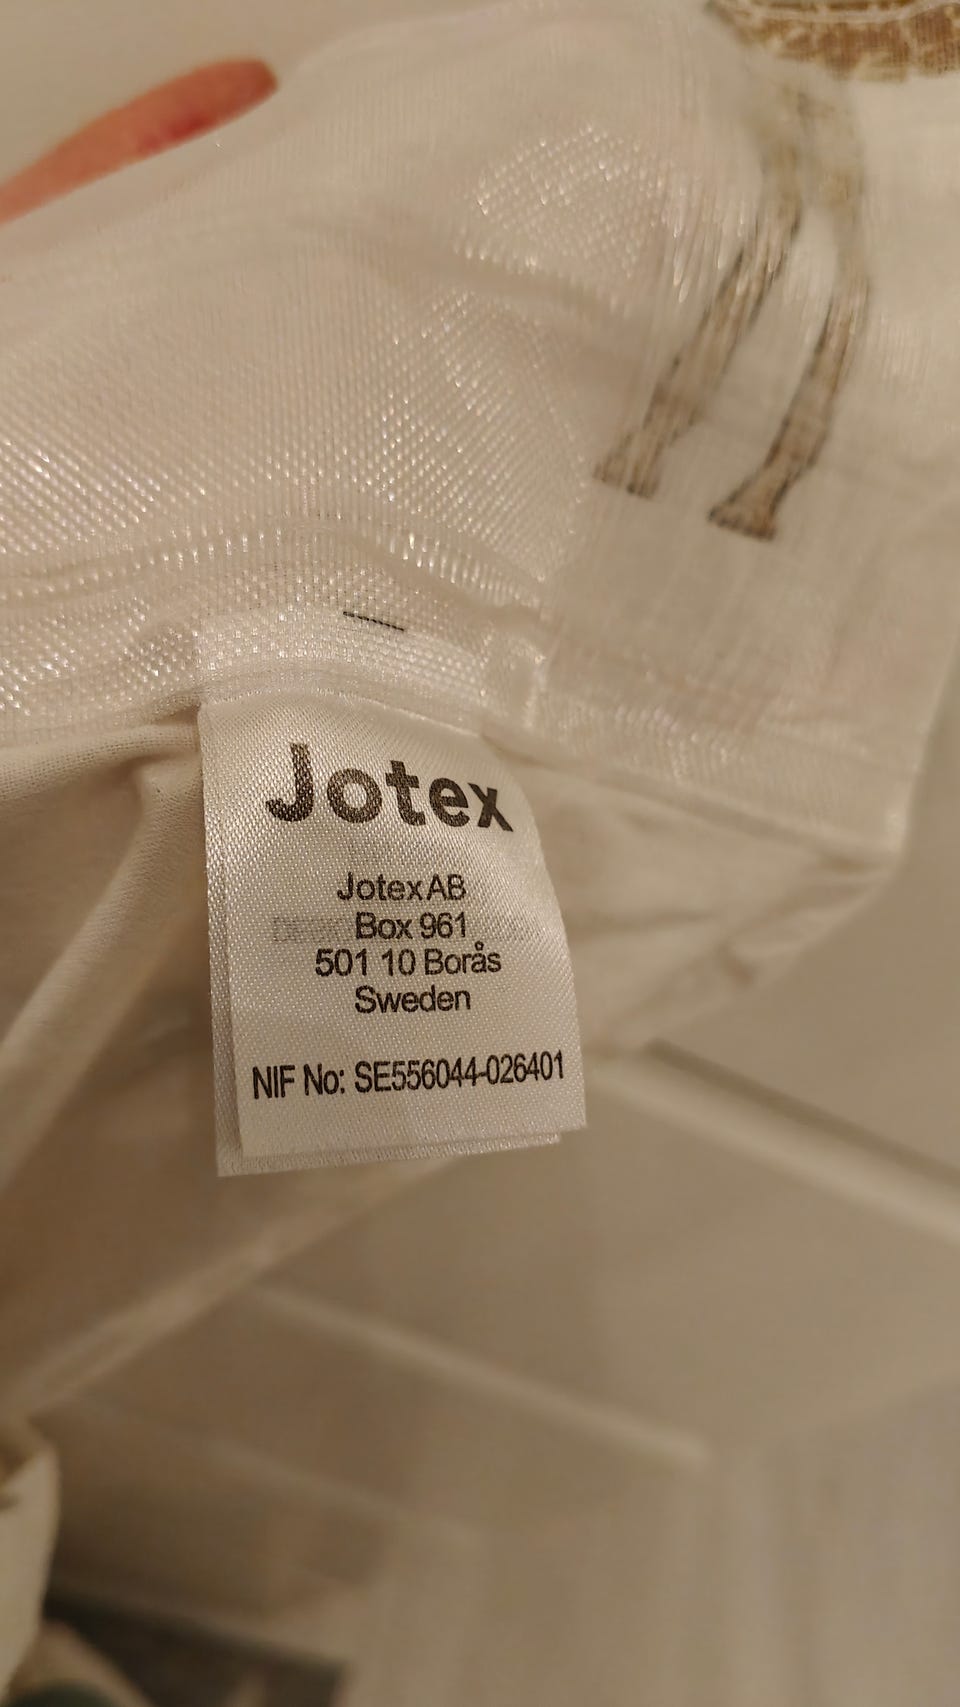 Jotex
Jotex AB
Box 961
501 10 Borås
Sweden
NIF No: SE556044-026401